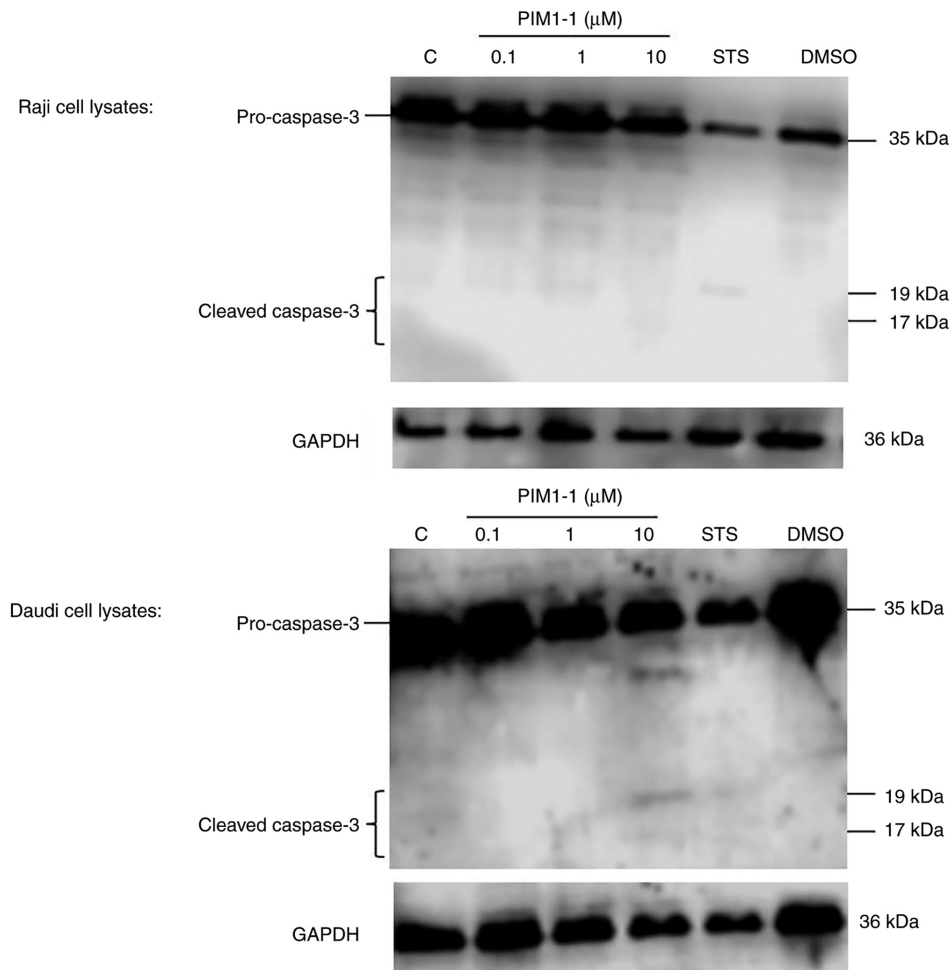 PIM1-1 (μM)
C 0.1 1 10 STS DMSO
Raji cell lysates:
Pro-caspase-3
35 kDa
19 kDa
Cleaved caspase-3
17 kDa
GAPDH
36 kDa
PIM1-1 (μM)
C 0.1 1 10 STS DMSO
Daudi cell lysates:
35 kDa
Pro-caspase-3
19 kDa
Cleaved caspase-3
17 kDa
GAPDH
36 kDa